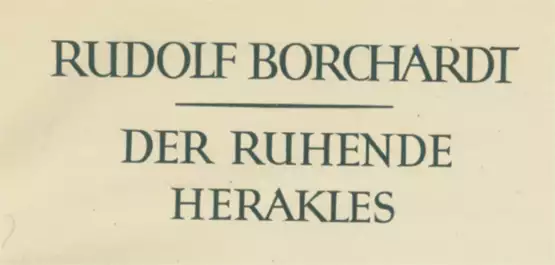 RUDOLF BORCHARDT
DER RUHENDE
HERAKLES